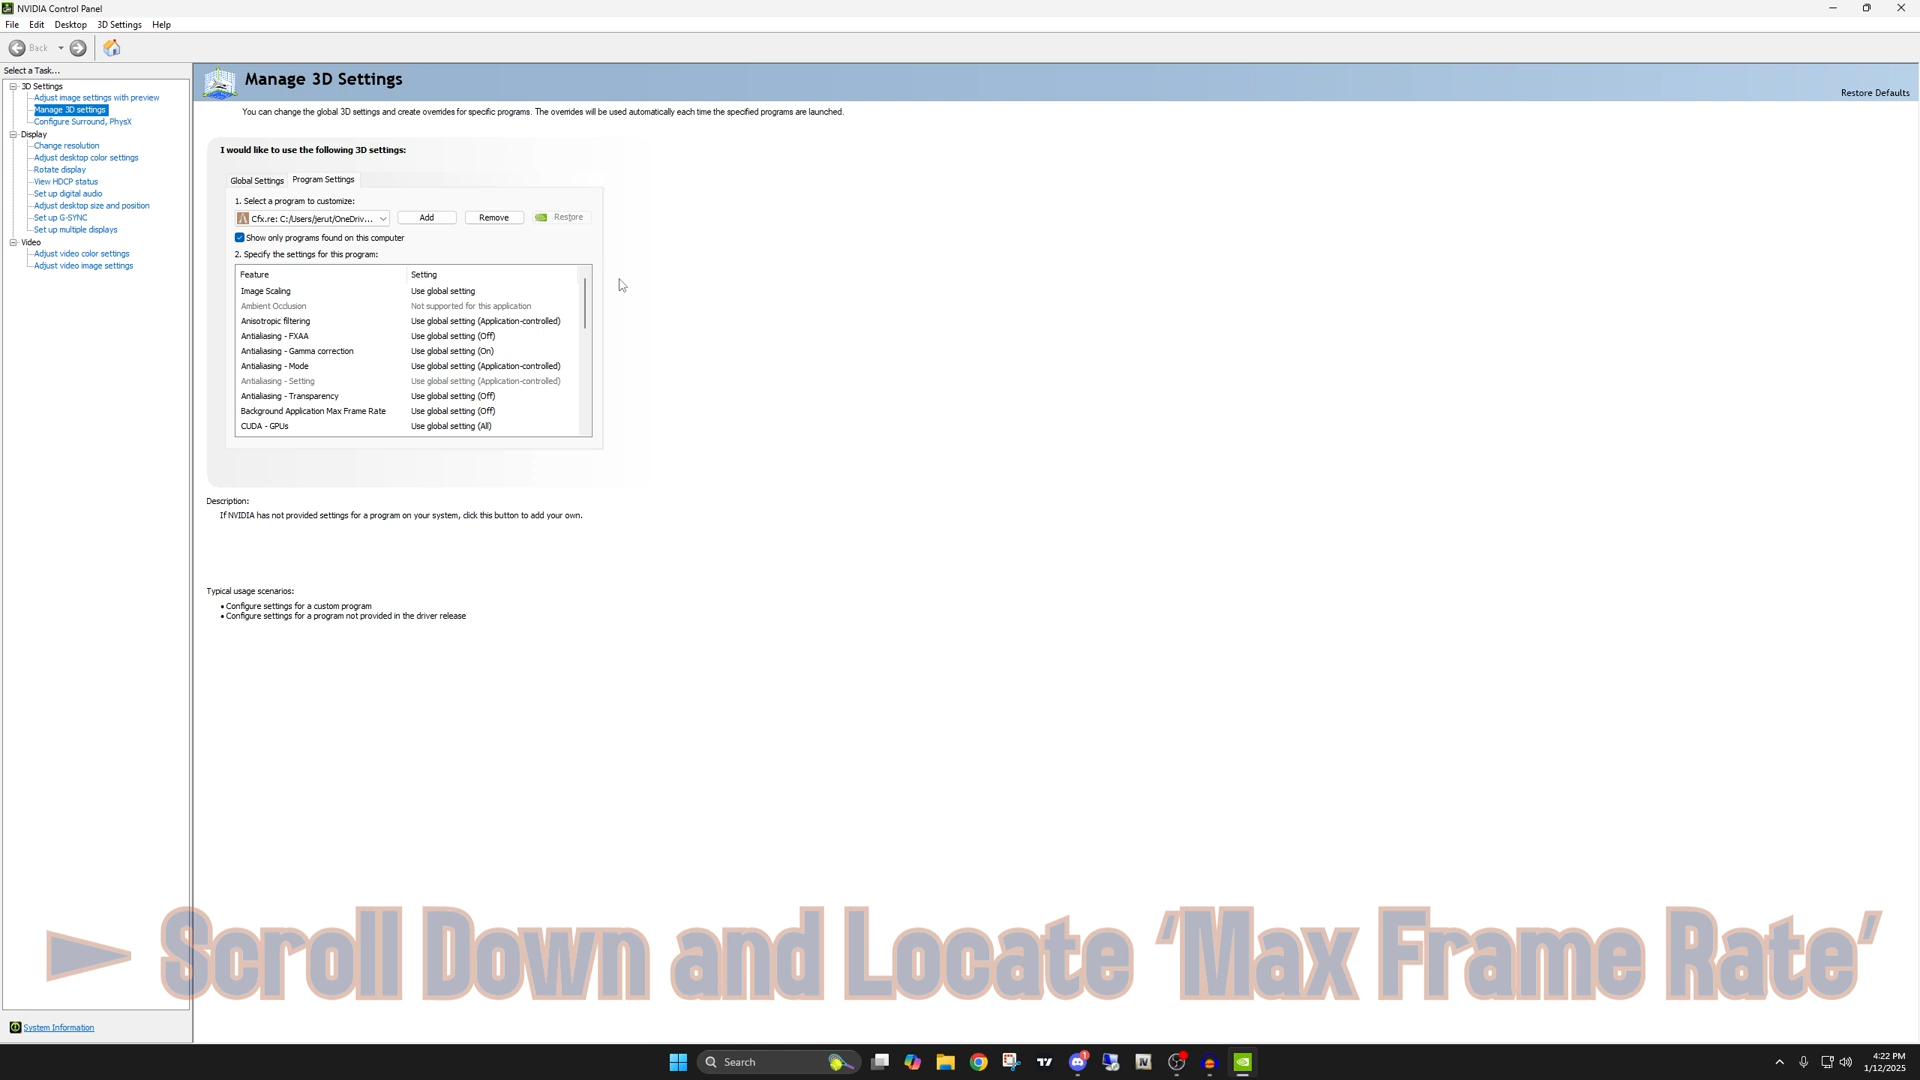 NVIDIA Control Panel
File Edit Desktop 3D Settings Help
Back
Select a Task...
3D Settings
Adjust image settings with preview
Manage 3D settings
Configure Surround, PhysX
Display
Change resolution
Adjust desktop color settings
Rotate display
View HDCP status
Set up digital audio
Adjust desktop size and position
Set up G-SYNC
Set up multiple displays
Video
Adjust video color settings
Adjust video image settings
System Information
Manage 3D Settings
Restore Defaults
You can change the global 3D settings and create overrides for specific programs. The overrides will be used automatically each time the specified programs are launched.
I would like to use the following 3D settings:
Global Settings Program Settings
1. Select a program to customize:
Cfx.re: C:/Users/jerut/OneDriv... Add Remove Restore
Show only programs found on this computer
2. Specify the settings for this program:
Feature Setting
Image Scaling Use global setting
Ambient Occlusion Not supported for this application
Anisotropic filtering Use global setting (Application-controlled)
Antialiasing - FXAA Use global setting (Off)
Antialiasing - Gamma correction Use global setting (On)
Antialiasing - Mode Use global setting (Application-controlled)
Antialiasing - Setting Use global setting (Application-controlled)
Antialiasing - Transparency Use global setting (Off)
Background Application Max Frame Rate Use global setting (Off)
CUDA - GPUs Use global setting (All)
Description:
If NVIDIA has not provided settings for a program on your system, click this button to add your own.
Typical usage scenarios:
• Configure settings for a custom program
• Configure settings for a program not provided in the driver release
► Scroll Down and Locate 'Max Frame Rate'
Search
1
IV
4:22 PM
1/12/2025